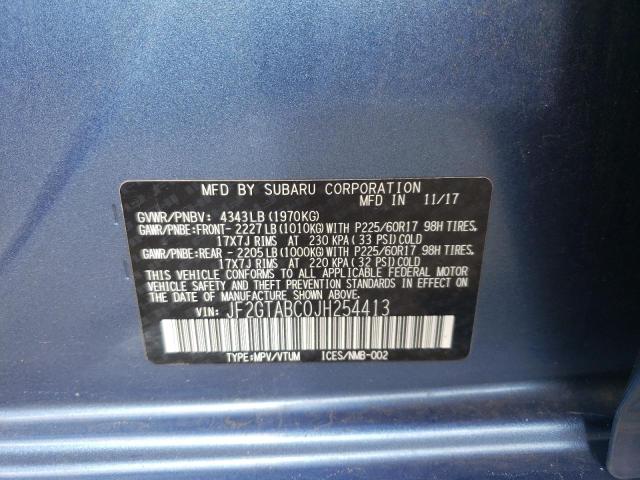 MFD BY SUBARU CORPORATION
MFD IN 11/17
GVWR/PNBV: 4343LB(1970KG)
GAWR/PNBE:FRONT-2227LB(1010KG)WITH P225/60R17 98H TIRES,
17X7J RIMS AT 230 KPA(33 PSI)COLD
GAWR/PNBE:REAR -2205LB(1000KG)WITH P225/60R17 98H TIRES,
17X7J RIMS AT 220 KPA(32 PSI)COLD
THIS VEHICLE CONFORMS TO ALL APPLICABLE FEDERAL MOTOR
VEHICLE SAFETY AND THEFT PREVENTION STANDARDS IN EFFECT
ON THE DATE OF MANUFACTURE SHOWN ABOVE.
VIN: JF2GTABC0JH254413
TYPE:MPV/VTUM ICES/NMB-002